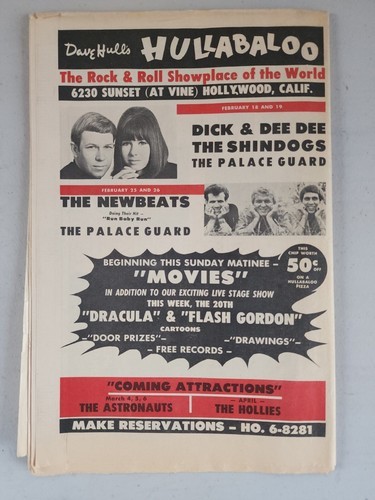 Dave Hull's HULLABALOO
The Rock & Roll Showplace of the World
6230 SUNSET (AT VINE) HOLLYWOOD, CALIF.
FEBRUARY 18 AND 19
DICK & DEE DEE
THE SHINDOGS
THE PALACE GUARD
FEBRUARY 25 AND 26
THE NEWBEATS
Doing Their Hit -
"Run Baby Run"
THE PALACE GUARD
BEGINNING THIS SUNDAY MATINEE -
"MOVIES"
IN ADDITION TO OUR EXCITING LIVE STAGE SHOW
THIS WEEK, THE 20TH
"DRACULA" & "FLASH GORDON"
CARTOONS
-"DOOR PRIZES"-
-"DRAWINGS"-
- FREE RECORDS -
THIS
CHIP WORTH
50¢ OFF
ON A
HULLABALOO
PIZZA
"COMING ATTRACTIONS"
March 4, 5, 6
THE ASTRONAUTS
- APRIL -
THE HOLLIES
MAKE RESERVATIONS - HO. 6-8281